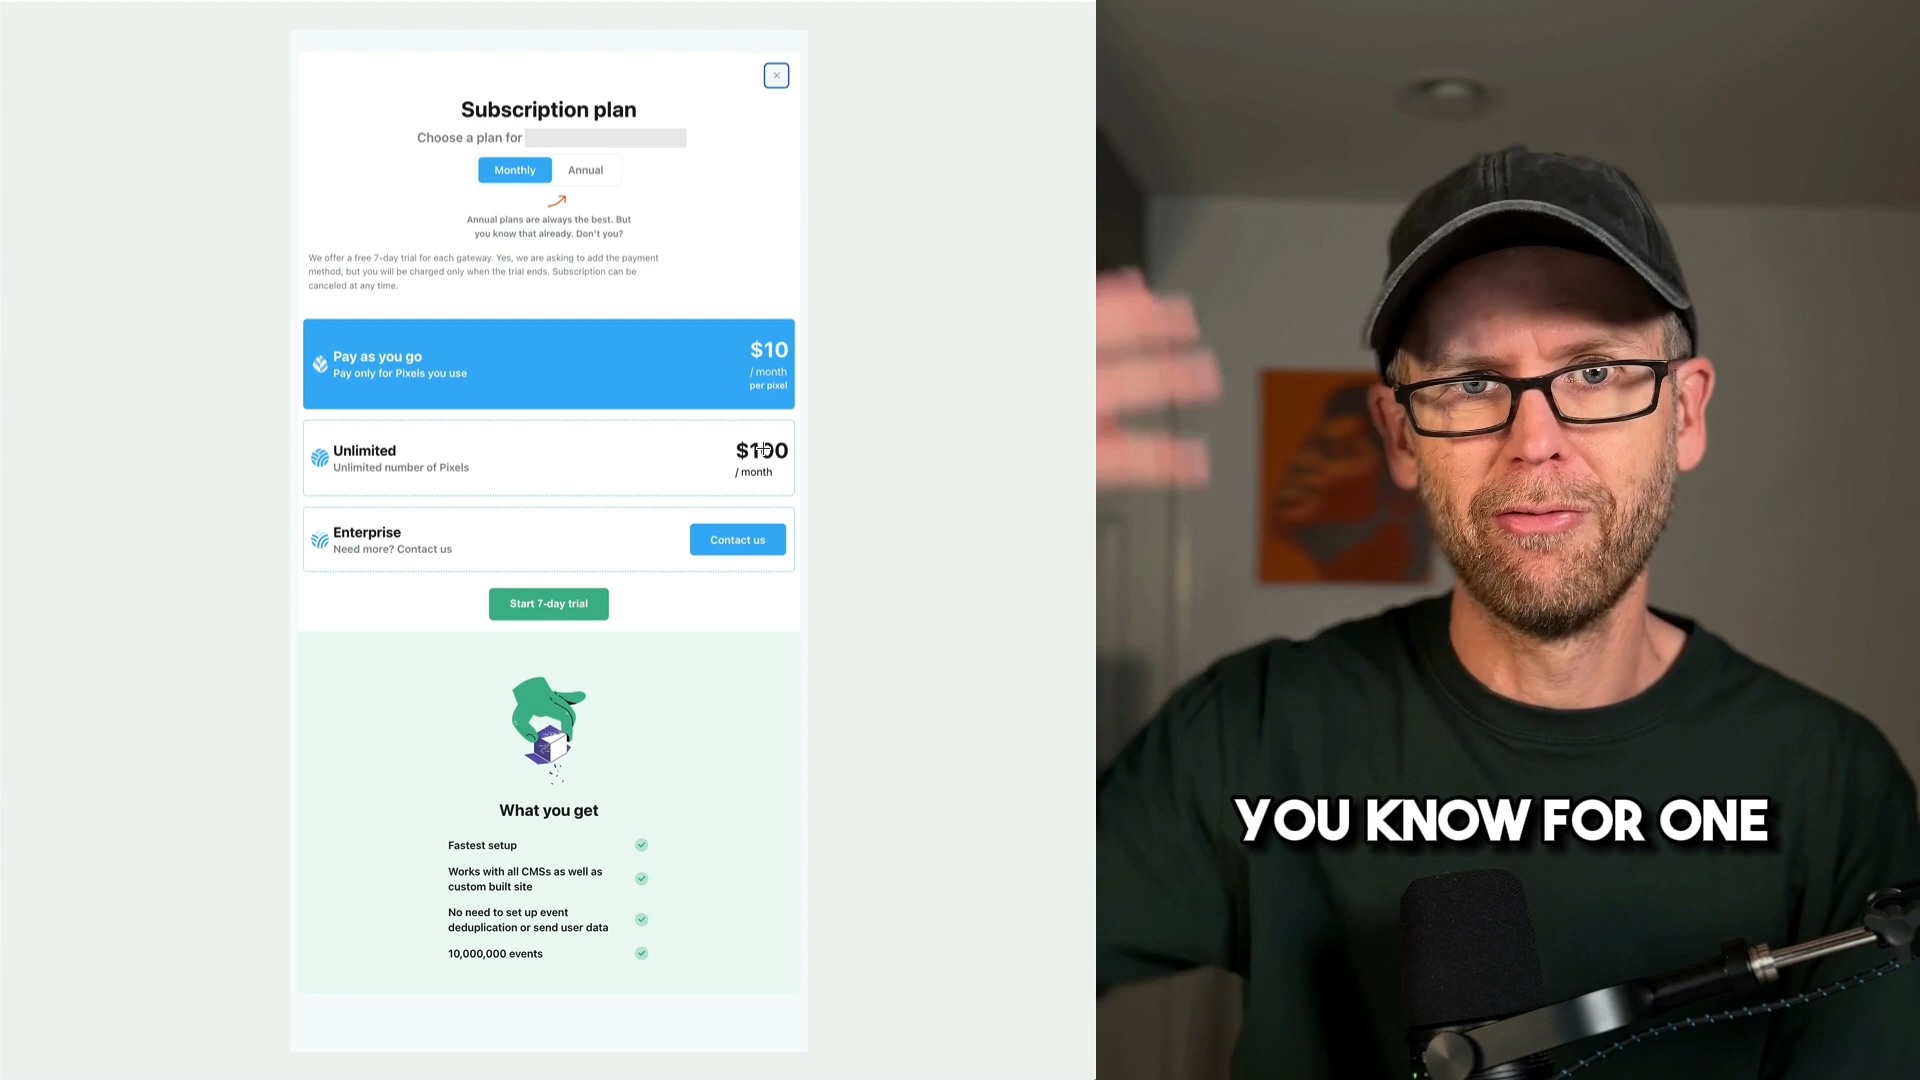 Subscription plan
Choose a plan for
Monthly
Annual
Annual plans are always the best. But
you know that already. Don't you?
We offer a free 7-day trial for each gateway. Yes, we are asking to add the payment
method, but you will be charged only when the trial ends. Subscription can be
canceled at any time.
Pay as you go
Pay only for Pixels you use
$10
/ month
per pixel
Unlimited
Unlimited number of Pixels
$100
/ month
Enterprise
Need more? Contact us
Contact us
Start 7-day trial
What you get
Fastest setup
Works with all CMSs as well as
custom built site
No need to set up event
deduplication or send user data
10,000,000 events
YOU KNOW FOR ONE